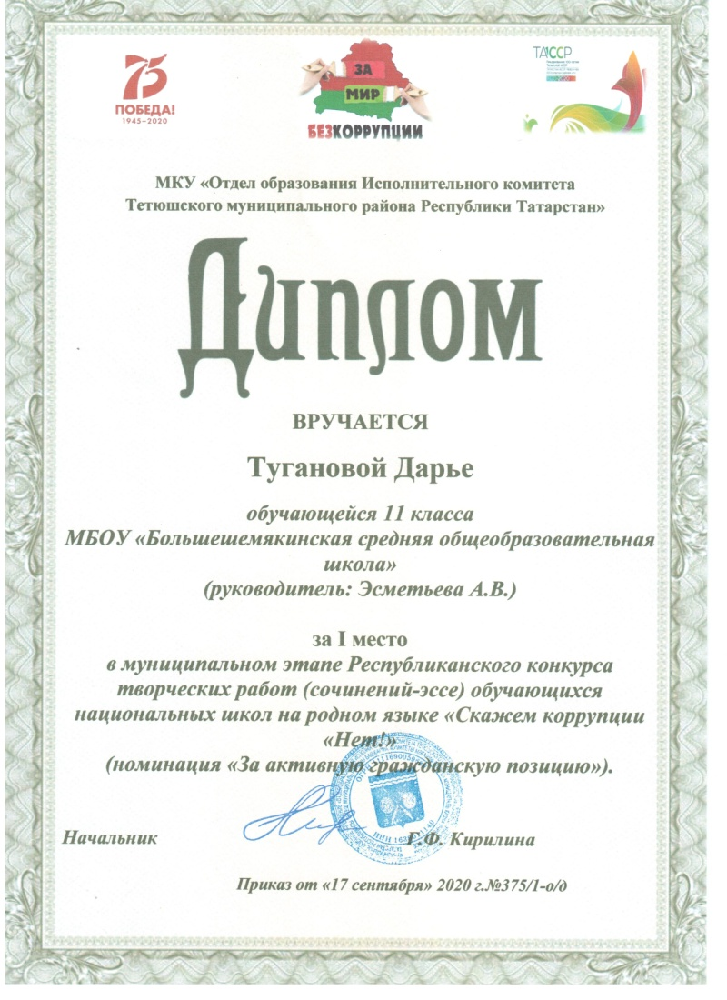 75
ПОБЕДА!
1945–2020
ЗА
МИР
БЕЗКОРРУПЦИИ
ТАССР
МКУ «Отдел образования Исполнительного комитета
Тетюшского муниципального района Республики Татарстан»
Диплом
ВРУЧАЕТСЯ
Тугановой Дарье
обучающейся 11 класса
МБОУ «Большешемякинская средняя общеобразовательная
школа»
(руководитель: Эсметьева А.В.)
за I место
в муниципальном этапе Республиканского конкурса
творческих работ (сочинений-эссе) обучающихся
национальных школ на родном языке «Скажем коррупции
«Нет!»
(номинация «За активную гражданскую позицию»).
Начальник Г.Ф. Кирилина
Приказ от «17 сентября» 2020 г.№375/1-о/д